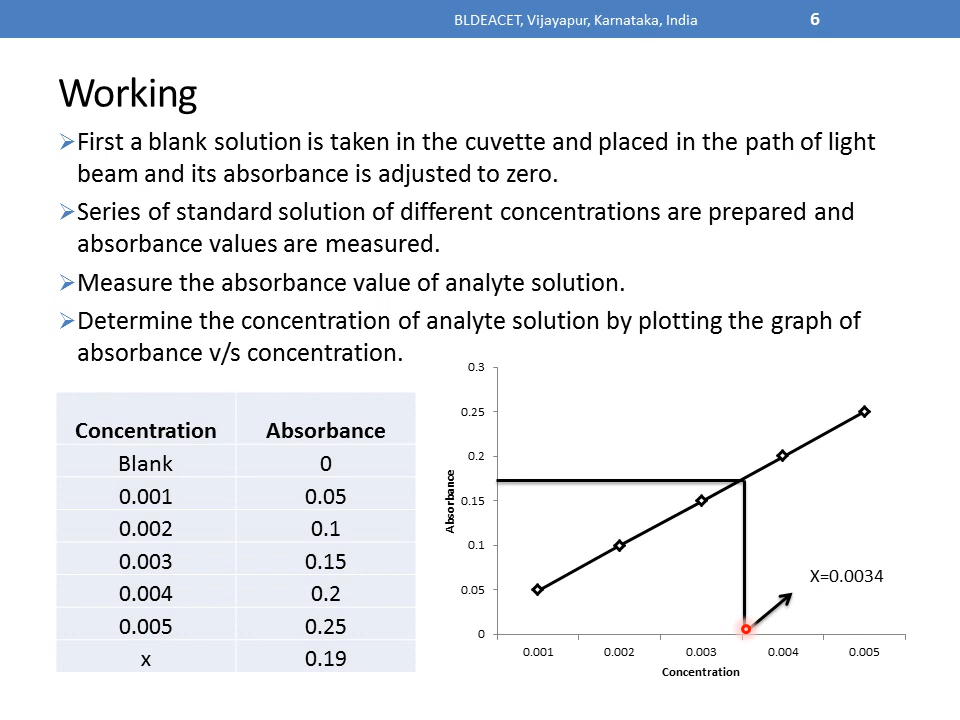 BLDEACET, Vijayapur, Karnataka, India 6
Working
First a blank solution is taken in the cuvette and placed in the path of light
beam and its absorbance is adjusted to zero.
Series of standard solution of different concentrations are prepared and
absorbance values are measured.
Measure the absorbance value of analyte solution.
Determine the concentration of analyte solution by plotting the graph of
absorbance v/s concentration.
Concentration Absorbance
Blank 0
0.001 0.05
0.002 0.1
0.003 0.15
0.004 0.2
0.005 0.25
x 0.19
0.3
0.25
0.2
0.15
0.1
0.05
0
Absorbance
X=0.0034
0.001 0.002 0.003 0.004 0.005
Concentration